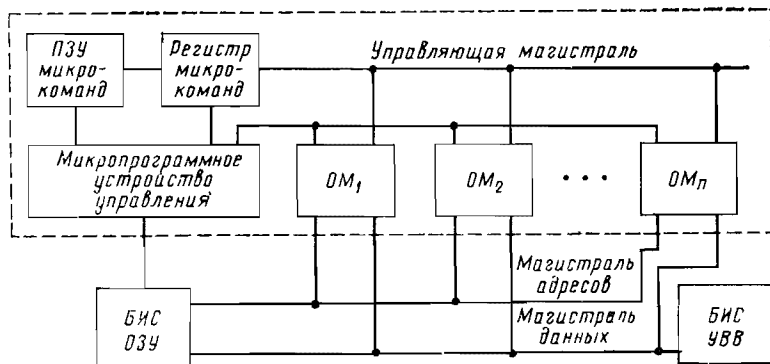 ПЗУ
микро-
команд
Регистр
микро-
команд
Управляющая магистраль
Микропрограммное
устройство
управления
ОМ1
ОМ2
• • •
ОМп
Магистраль
адресов
БИС
ОЗУ
Магистраль
данных
БИС
УВВ